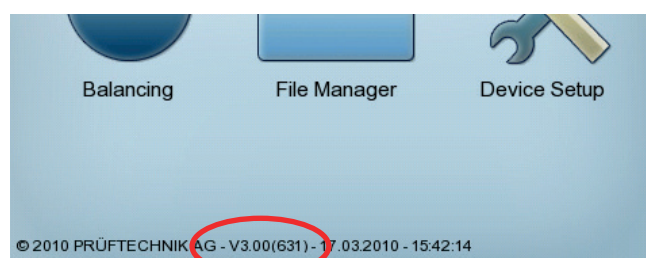 Balancing File Manager Device Setup
© 2010 PRÜFTECHNIK AG - V3.00(631) - 17.03.2010 - 15:42:14